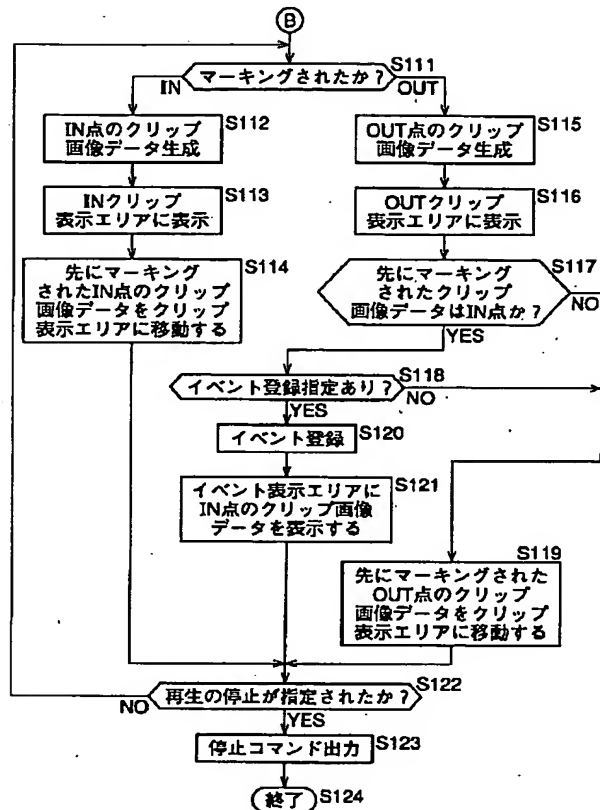 B
マーキングされたか?
S111
IN
OUT
IN点のクリップ
画像データ生成
S112
OUT点のクリップ
画像データ生成
S115
INクリップ
表示エリアに表示
S113
OUTクリップ
表示エリアに表示
S116
先にマーキング
されたIN点のクリップ
画像データをクリップ
表示エリアに移動する
S114
先にマーキング
されたクリップ
画像データはIN点か?
S117
NO
YES
イベント登録指定あり?
S118
NO
YES
イベント登録
S120
イベント表示エリアに
IN点のクリップ画像
データを表示する
S121
S119
先にマーキングされた
OUT点のクリップ
画像データをクリップ
表示エリアに移動する
再生の停止が指定されたか?
S122
NO
YES
停止コマンド出力
S123
終了
S124